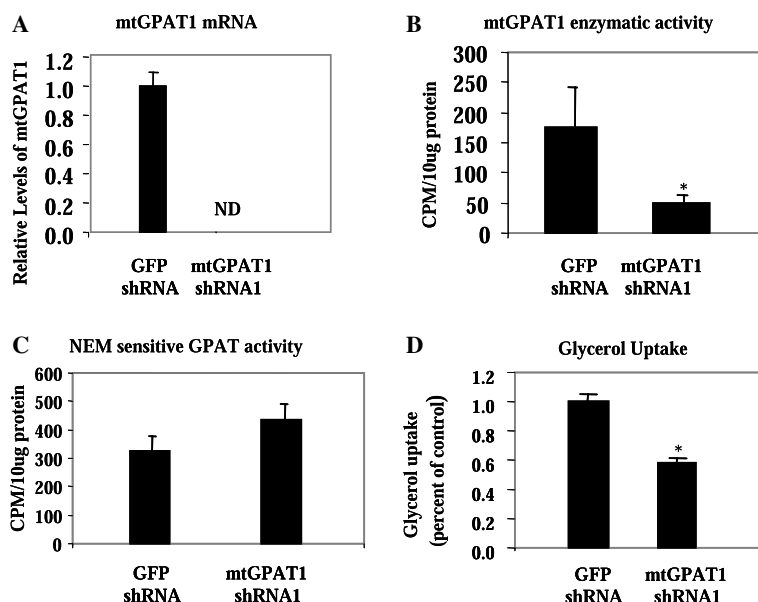 A
mtGPAT1 mRNA
Relative Levels of mtGPAT1
1.2
1.0
0.8
0.6
0.4
0.2
0.0
ND
GFP
shRNA
mtGPAT1
shRNA1
B
mtGPAT1 enzymatic activity
CPM/10ug protein
300
250
200
150
100
50
0
*
GFP
shRNA
mtGPAT1
shRNA1
C
NEM sensitive GPAT activity
CPM/10ug protein
600
500
400
300
200
100
0
GFP
shRNA
mtGPAT1
shRNA1
D
Glycerol Uptake
Glycerol uptake
(percent of control)
1.2
1.0
0.8
0.6
0.4
0.2
0.0
*
GFP
shRNA
mtGPAT1
shRNA1